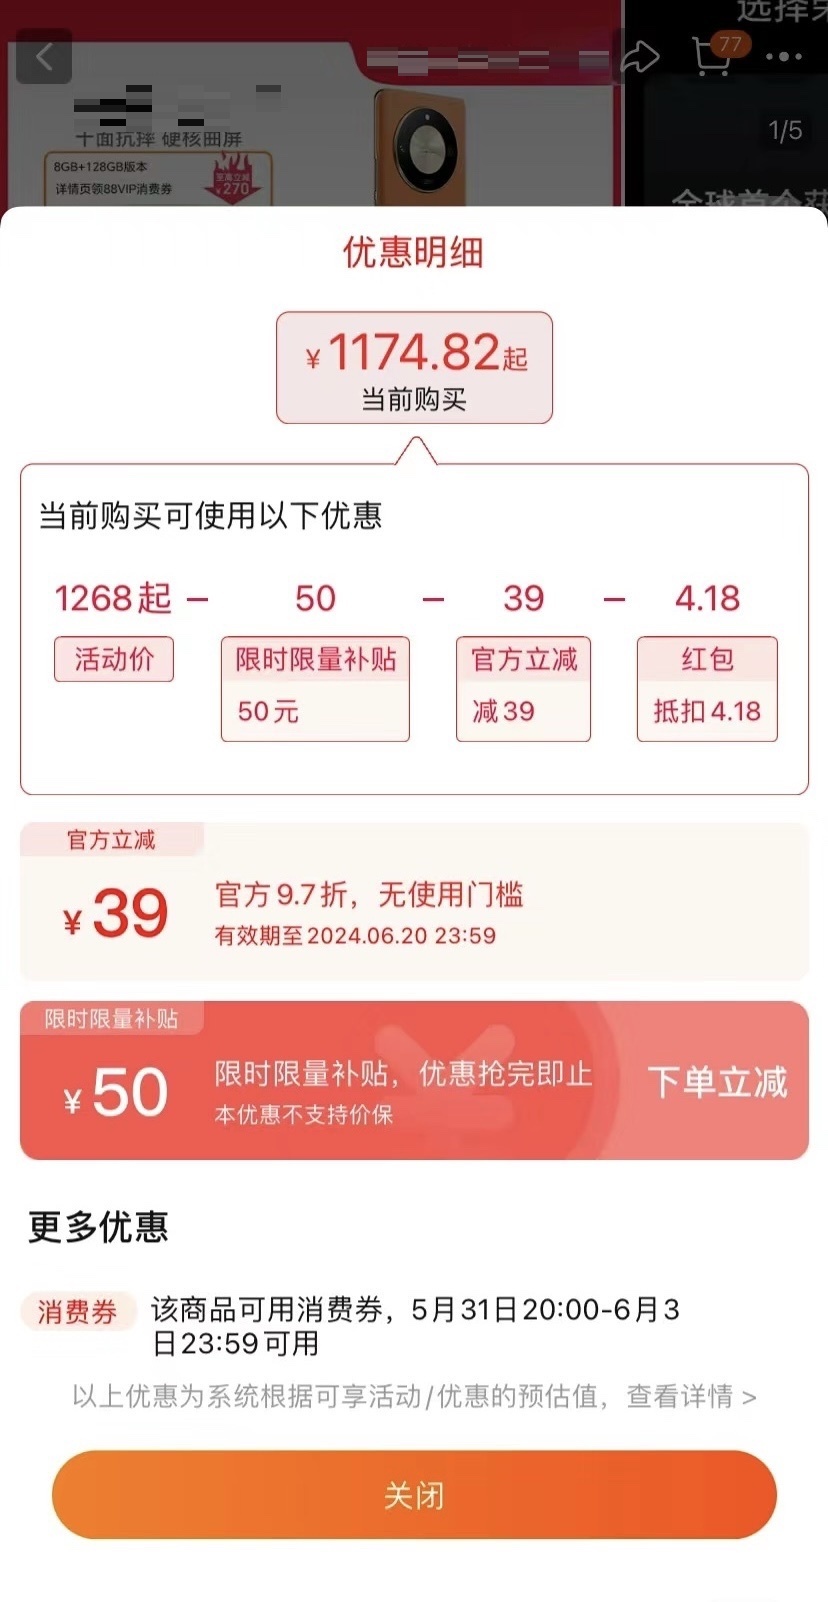 77
1/5
十面抗摔 硬核曲屏
8GB+128GB版本
详情页领88VIP消费券
至高立减
¥270
优惠明细
¥1174.82起
当前购买
当前购买可使用以下优惠
1268起 － 50 － 39 － 4.18
活动价 限时限量补贴 官方立减 红包
50元 减39 抵扣4.18
官方立减
¥39
官方9.7折，无使用门槛
有效期至2024.06.20 23:59
限时限量补贴
¥50
限时限量补贴，优惠抢完即止
本优惠不支持价保
下单立减
更多优惠
消费券 该商品可用消费券，5月31日20:00-6月3
日23:59可用
以上优惠为系统根据可享活动/优惠的预估值，查看详情 >
关闭